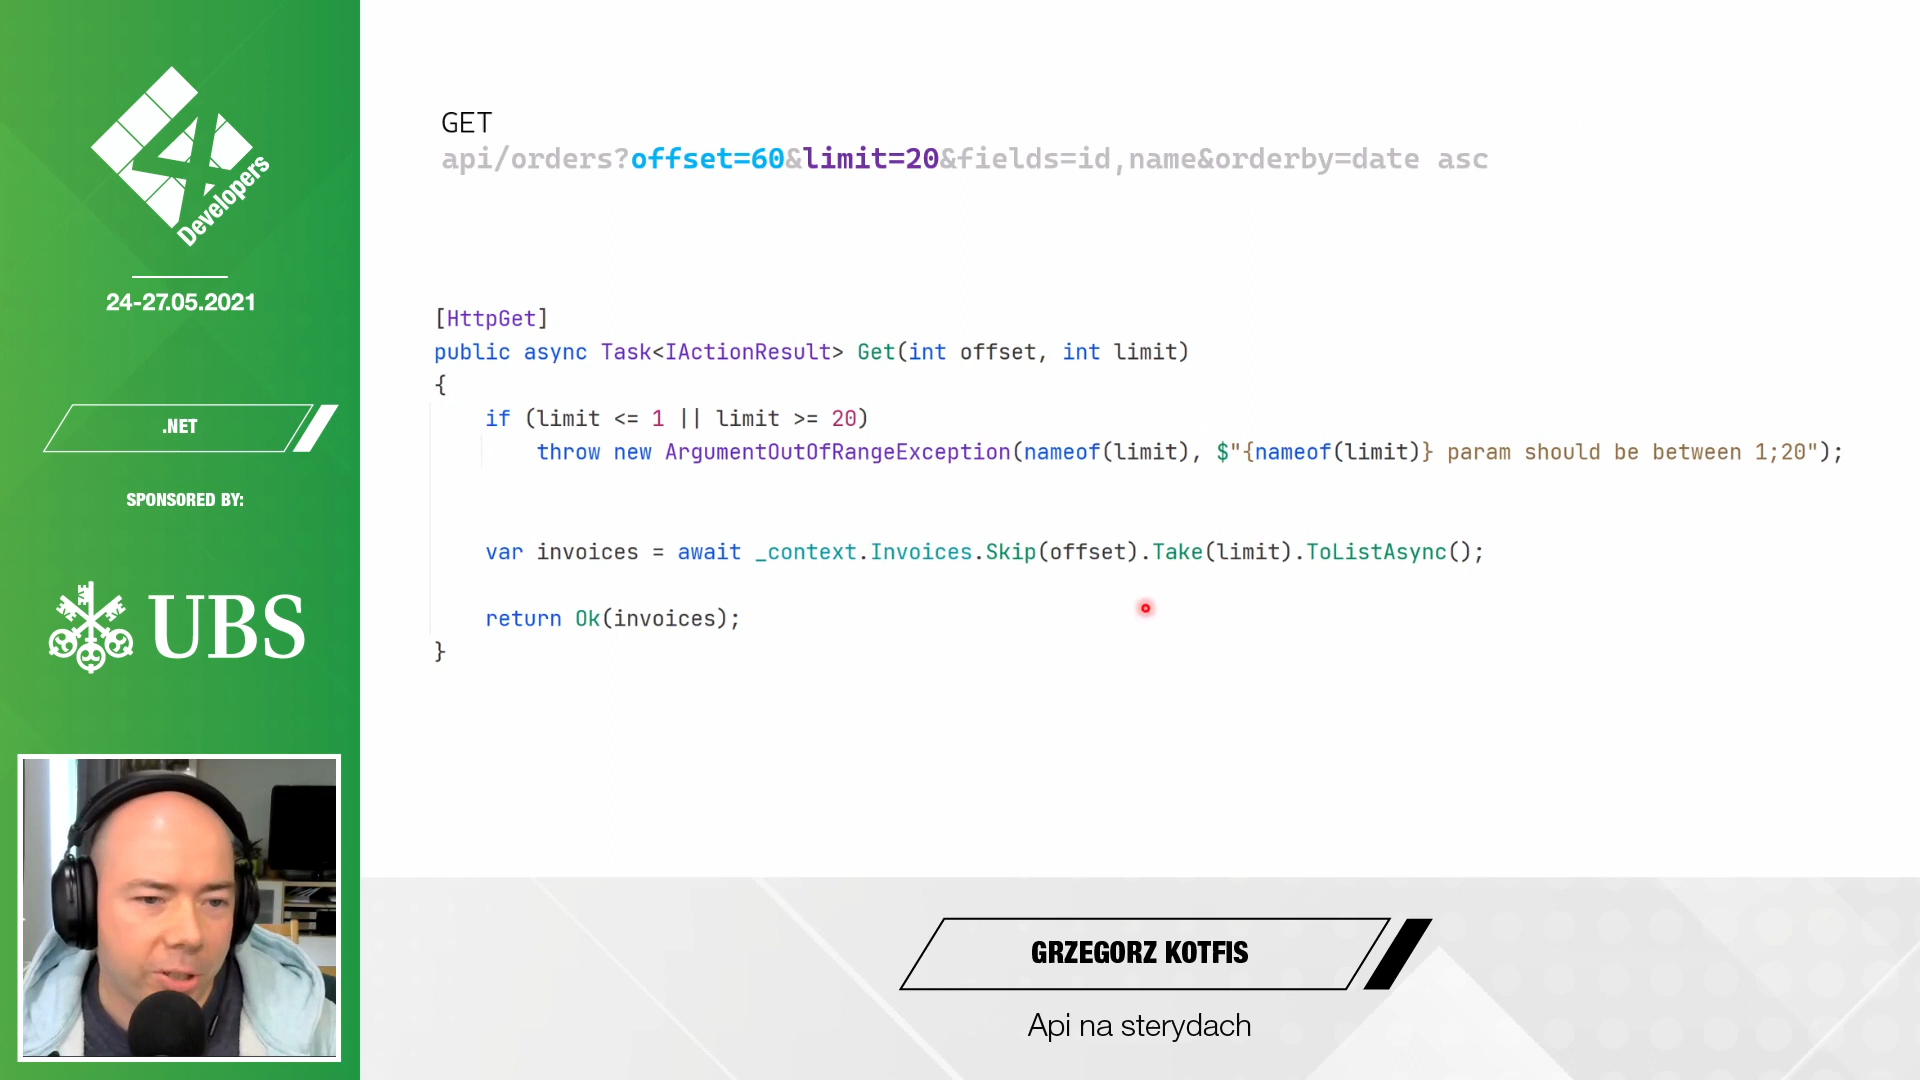 4
Developers
24-27.05.2021
.NET
SPONSORED BY:
UBS
GET
api/orders?offset=60&limit=20&fields=id,name&orderby=date asc
[HttpGet]
public async Task<IActionResult> Get(int offset, int limit)
{
    if (limit <= 1 || limit >= 20)
        throw new ArgumentOutOfRangeException(nameof(limit), $"{nameof(limit)} param should be between 1;20");
    var invoices = await _context.Invoices.Skip(offset).Take(limit).ToListAsync();
    return Ok(invoices);
}
GRZEGORZ KOTFIS
Api na sterydach